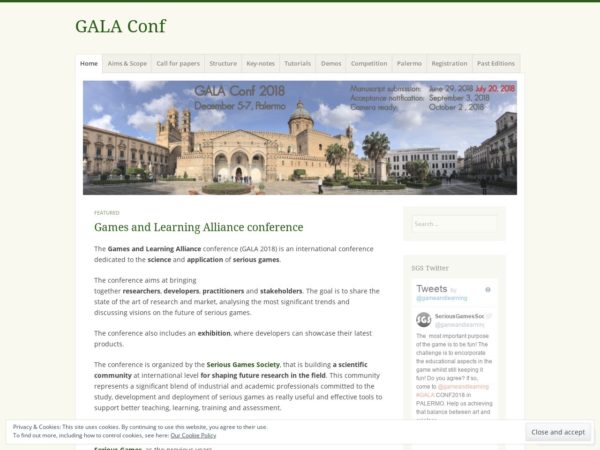 GALA Conf
Home Aims & Scope Call for papers Structure Key-notes Tutorials Demos Competition Palermo Registration Past Editions
GALA Conf 2018
December 5-7, Palermo
Manuscript submission: June 29, 2018 July 20, 2018
Acceptance notification: September 3, 2018
Camera ready: October 2 , 2018
FEATURED
Games and Learning Alliance conference
The Games and Learning Alliance conference (GALA 2018) is an international conference
dedicated to the science and application of serious games.
The conference aims at bringing
together researchers, developers, practitioners and stakeholders. The goal is to share
the state of the art of research and market, analysing the most significant trends and
discussing visions on the future of serious games.
The conference also includes an exhibition, where developers can showcase their latest
products.
The conference is organized by the Serious Games Society, that is building a scientific
community at international level for shaping future research in the field. This community
represents a significant blend of industrial and academic professionals committed to the
study, development and deployment of serious games as really useful and effective tools to
support better teaching, learning, training and assessment.
Serious Games, as the previous years
Search ...
SGS Twitter
Tweets by
@gameandlearning
SGS
SeriousGamesSoc
@gameandlearning
The most important purpose
of the game is to be fun! The
challenge is to encorporate
the educational aspects in the
game whilst still keeping it
fun! Do you agree? If so,
come to @gameandlearning
#GALA CONF2018 in
PALERMO. Help us achieving
that balance between art and
Privacy & Cookies: This site uses cookies. By continuing to use this website, you agree to their use.
To find out more, including how to control cookies, see here: Our Cookie Policy
Close and accept